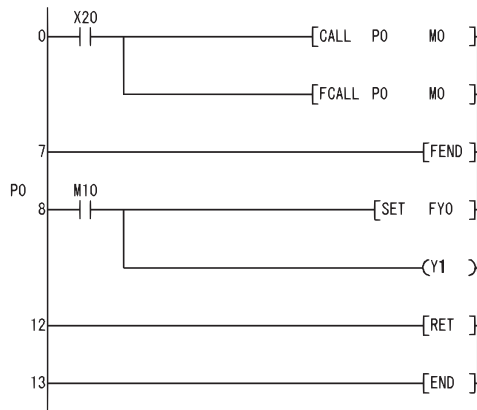 X20
0 [CALL P0 M0 ]
[FCALL P0 M0 ]
7 [FEND ]
P0 M10
8 [SET FY0 ]
(Y1 )
12 [RET ]
13 [END ]